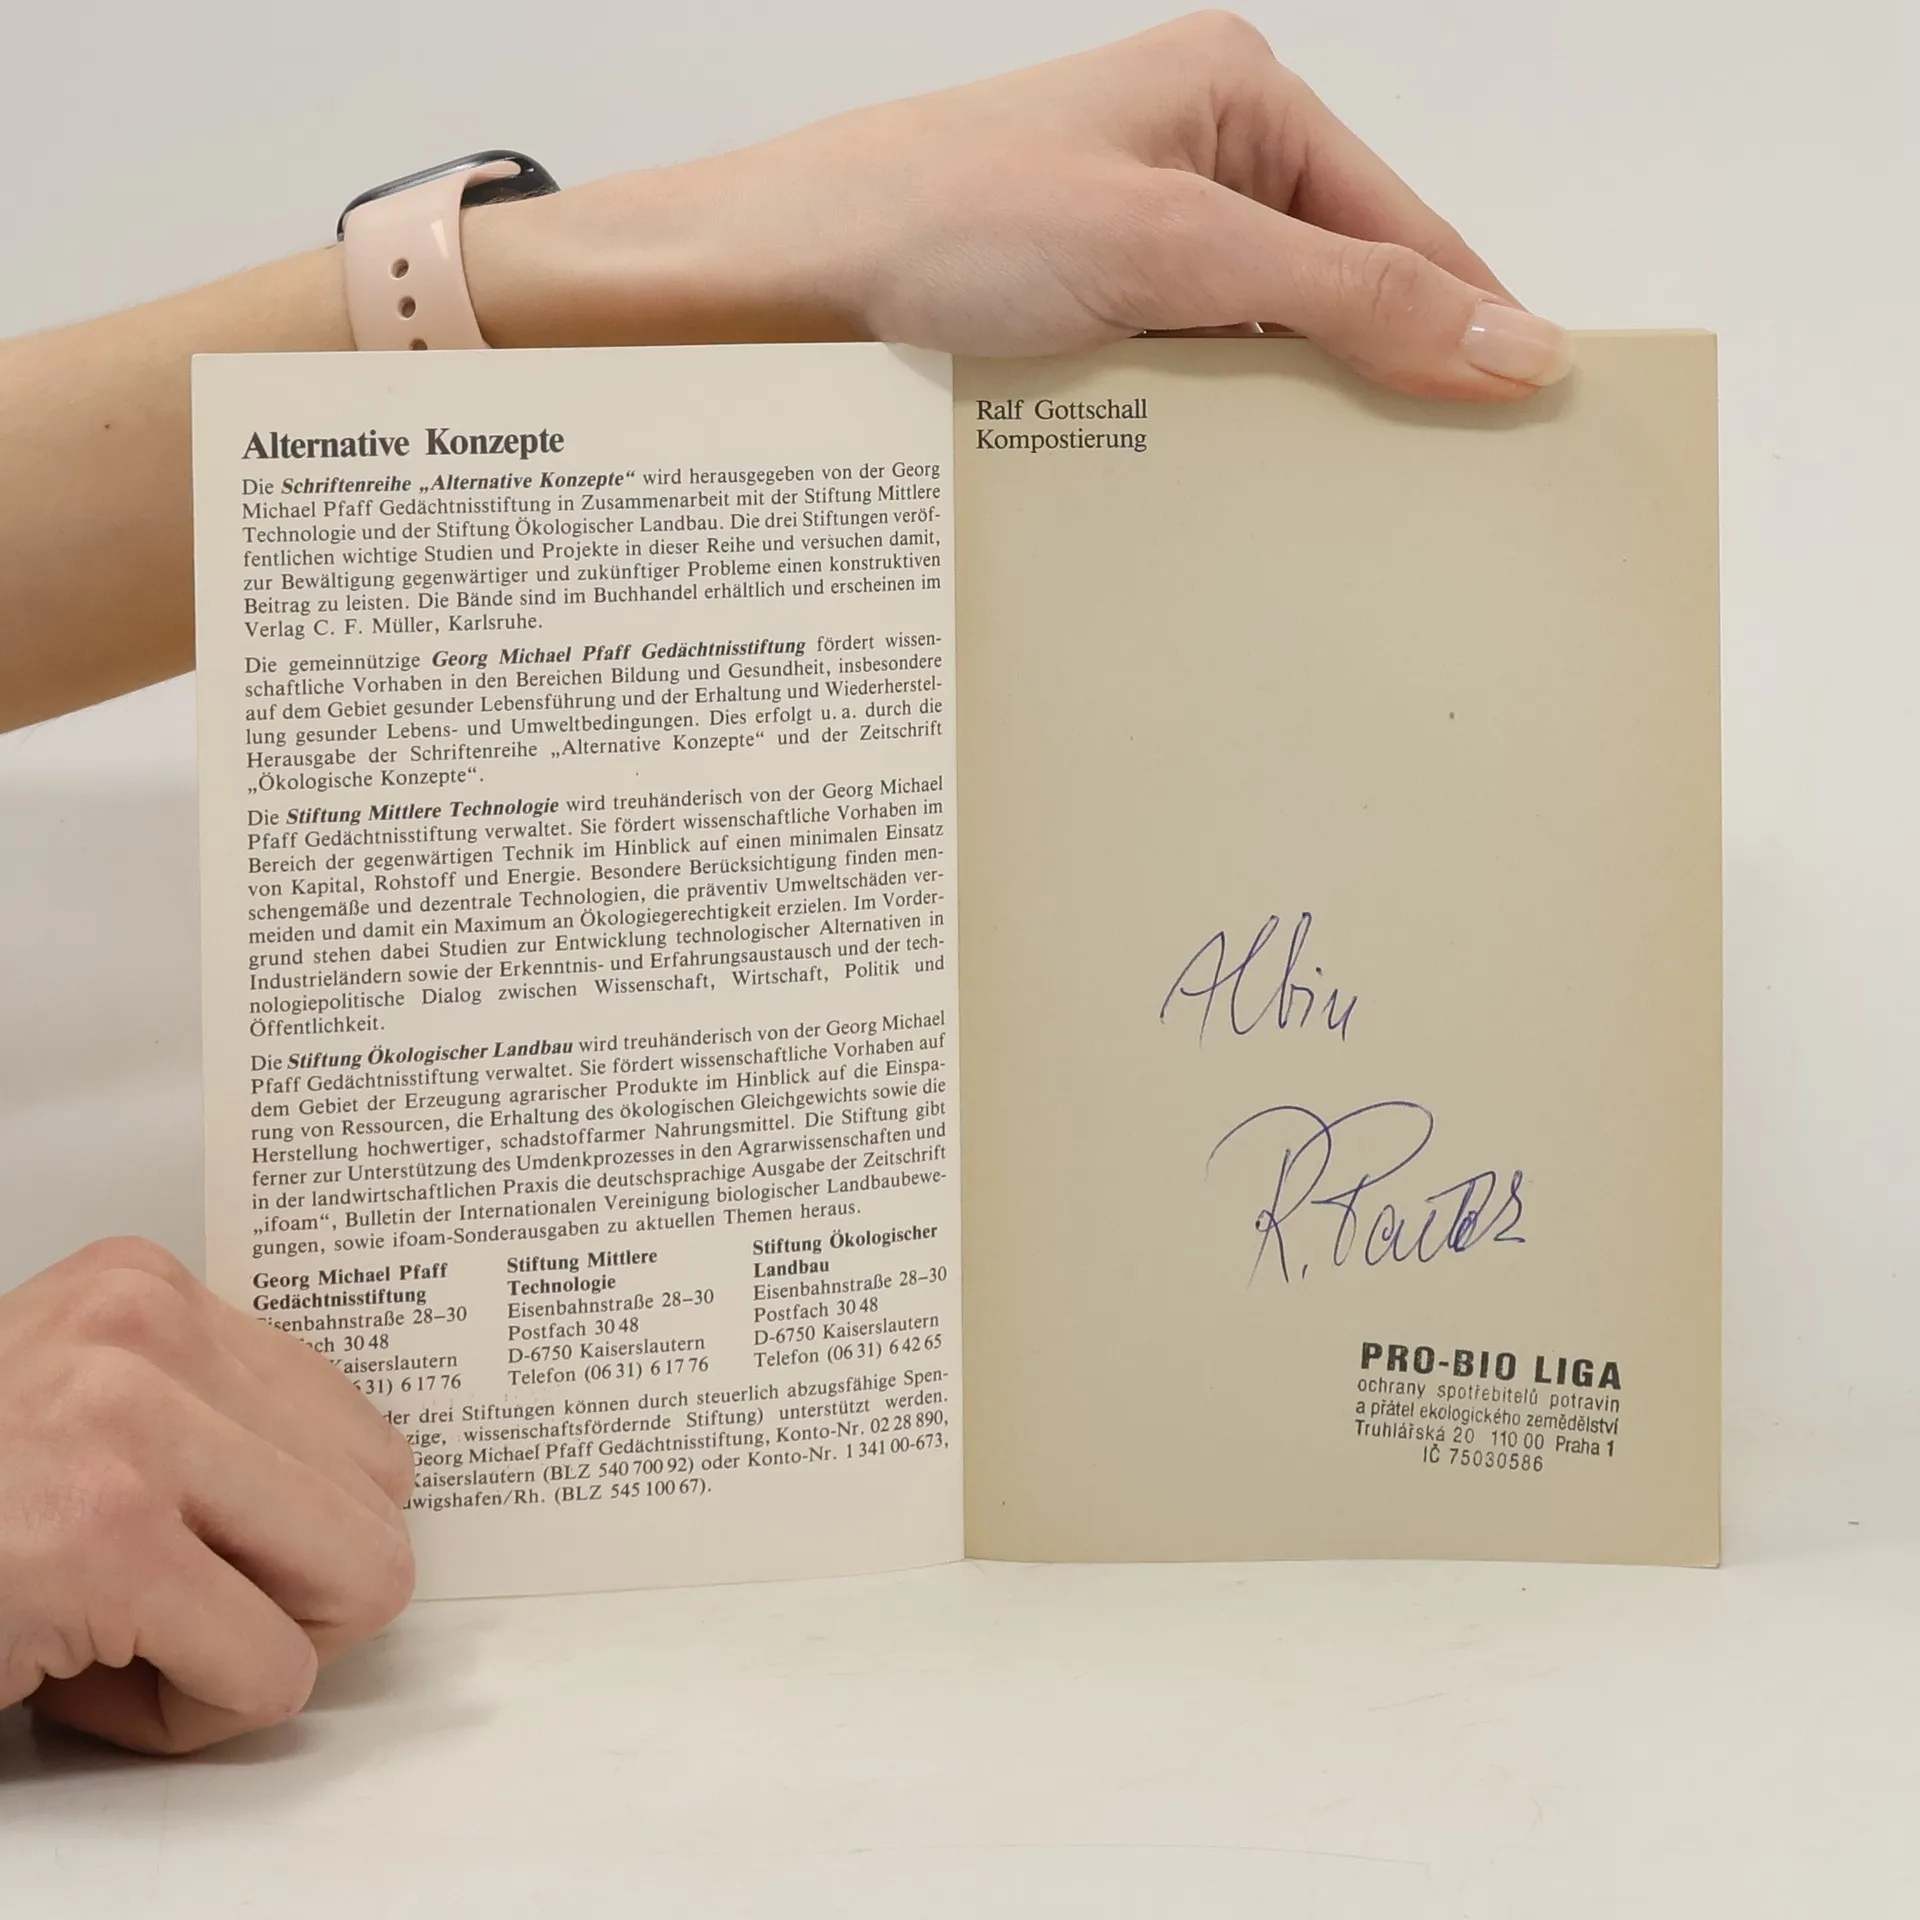 Alternative Konzepte
Die Schriftenreihe „Alternative Konzepte“ wird herausgegeben von der Georg
Michael Pfaff Gedächtnisstiftung in Zusammenarbeit mit der Stiftung Mittlere
Technologie und der Stiftung Ökologischer Landbau. Die drei Stiftungen veröf-
fentlichen wichtige Studien und Projekte in dieser Reihe und versuchen damit,
zur Bewältigung gegenwärtiger und zukünftiger Probleme einen konstruktiven
Beitrag zu leisten. Die Bände sind im Buchhandel erhältlich und erscheinen im
Verlag C. F. Müller, Karlsruhe.
Die gemeinnützige Georg Michael Pfaff Gedächtnisstiftung fördert wissen-
schaftliche Vorhaben in den Bereichen Bildung und Gesundheit, insbesondere
auf dem Gebiet gesunder Lebensführung und der Erhaltung und Wiederherstel-
lung gesunder Lebens- und Umweltbedingungen. Dies erfolgt u. a. durch die
Herausgabe der Schriftenreihe „Alternative Konzepte“ und der Zeitschrift
„Ökologische Konzepte“.
Die Stiftung Mittlere Technologie wird treuhänderisch von der Georg Michael
Pfaff Gedächtnisstiftung verwaltet. Sie fördert wissenschaftliche Vorhaben im
Bereich der gegenwärtigen Technik im Hinblick auf einen minimalen Einsatz
von Kapital, Rohstoff und Energie. Besondere Berücksichtigung finden men-
schengemäße und dezentrale Technologien, die präventiv Umweltschäden ver-
meiden und damit ein Maximum an Ökologiegerechtigkeit erzielen. Im Vorder-
grund stehen dabei Studien zur Entwicklung technologischer Alternativen in
Industrieländern sowie der Erkenntnis- und Erfahrungsaustausch und der tech-
nologiepolitische Dialog zwischen Wissenschaft, Wirtschaft, Politik und
Öffentlichkeit.
Die Stiftung Ökologischer Landbau wird treuhänderisch von der Georg Michael
Pfaff Gedächtnisstiftung verwaltet. Sie fördert wissenschaftliche Vorhaben auf
dem Gebiet der Erzeugung agrarischer Produkte im Hinblick auf die Einspa-
rung von Ressourcen, die Erhaltung des ökologischen Gleichgewichts sowie die
Herstellung hochwertiger, schadstoffarmer Nahrungsmittel. Die Stiftung gibt
ferner zur Unterstützung des Umdenkprozesses in den Agrarwissenschaften und
in der landwirtschaftlichen Praxis die deutschsprachige Ausgabe der Zeitschrift
„ifoam“, Bulletin der Internationalen Vereinigung biologischer Landbaubewe-
gungen, sowie ifoam-Sonderausgaben zu aktuellen Themen heraus.
Georg Michael Pfaff
Gedächtnisstiftung
Eisenbahnstraße 28–30
ach 30 48
Kaiserslautern
6 31) 6 17 76
Stiftung Mittlere
Technologie
Eisenbahnstraße 28–30
Postfach 30 48
D-6750 Kaiserslautern
Telefon (06 31) 6 17 76
Stiftung Ökologischer
Landbau
Eisenbahnstraße 28–30
Postfach 30 48
D-6750 Kaiserslautern
Telefon (06 31) 6 42 65
der drei Stiftungen können durch steuerlich abzugsfähige Spen-
zige, wissenschaftsfördernde Stiftung) unterstützt werden.
Georg Michael Pfaff Gedächtnisstiftung, Konto-Nr. 02 28 890,
Kaiserslautern (BLZ 540 700 92) oder Konto-Nr. 1 341 00-673,
wigshafen/Rh. (BLZ 545 100 67).
Ralf Gottschall
Kompostierung
Albin
R.
PRO-BIO LIGA
ochrany spotřebitelů potravin
a přátel ekologického zemědělství
Truhlářská 20 110 00 Praha 1
IČ 75030586